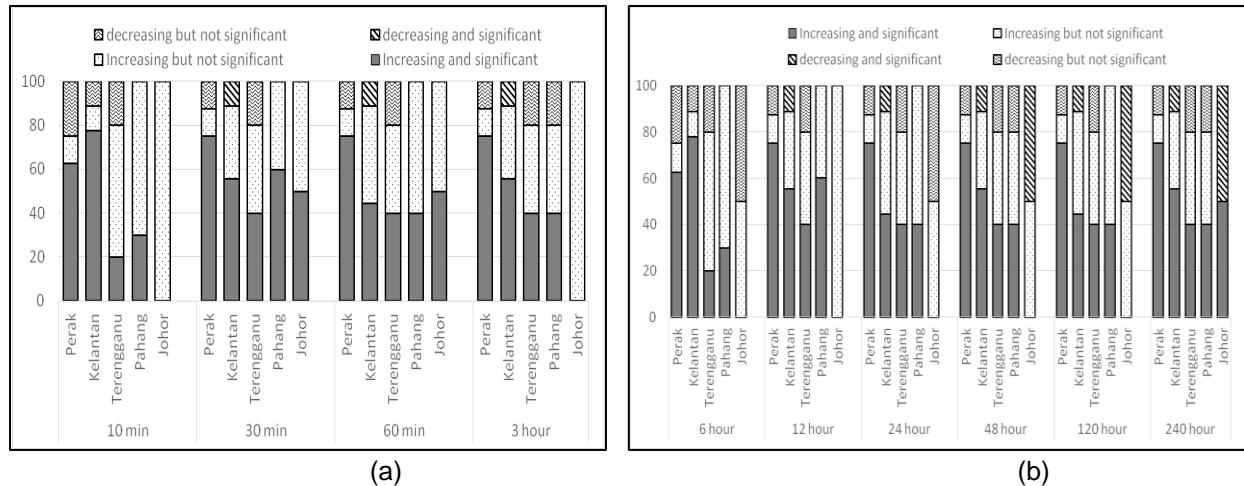 decreasing but not significant
decreasing and significant
Increasing but not significant
Increasing and significant
100
80
60
40
20
0
Perak
Kelantan
Terengganu
Pahang
Johor
Perak
Kelantan
Terengganu
Pahang
Johor
Perak
Kelantan
Terengganu
Pahang
Johor
Perak
Kelantan
Terengganu
Pahang
Johor
10 min
30 min
60 min
3 hour
(a)
Increasing and significant
Increasing but not significant
decreasing and significant
decreasing but not significant
100
80
60
40
20
0
Perak
Kelantan
Terengganu
Pahang
Johor
Perak
Kelantan
Terengganu
Pahang
Johor
Perak
Kelantan
Terengganu
Pahang
Johor
Perak
Kelantan
Terengganu
Pahang
Johor
Perak
Kelantan
Terengganu
Pahang
Johor
Perak
Kelantan
Terengganu
Pahang
Johor
6 hour
12 hour
24 hour
48 hour
120 hour
240 hour
(b)